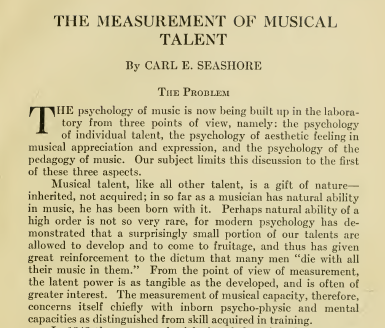 THE MEASUREMENT OF MUSICAL
TALENT
By CARL E. SEASHORE
The Problem
THE psychology of music is now being built up in the labora-
tory from three points of view, namely: the psychology
of individual talent, the psychology of aesthetic feeling in
musical appreciation and expression, and the psychology of the
pedagogy of music. Our subject limits this discussion to the first
of these three aspects.
Musical talent, like all other talent, is a gift of nature—
inherited, not acquired; in so far as a musician has natural ability
in music, he has been born with it. Perhaps natural ability of a
high order is not so very rare, for modern psychology has de-
monstrated that a surprisingly small portion of our talents are
allowed to develop and to come to fruitage, and thus has given
great reinforcement to the dictum that many men "die with all
their music in them." From the point of view of measurement,
the latent power is as tangible as the developed, and is often of
greater interest. The measurement of musical capacity, therefore,
concerns itself chiefly with inborn psycho-physic and mental
capacities as distinguished from skill acquired in training.